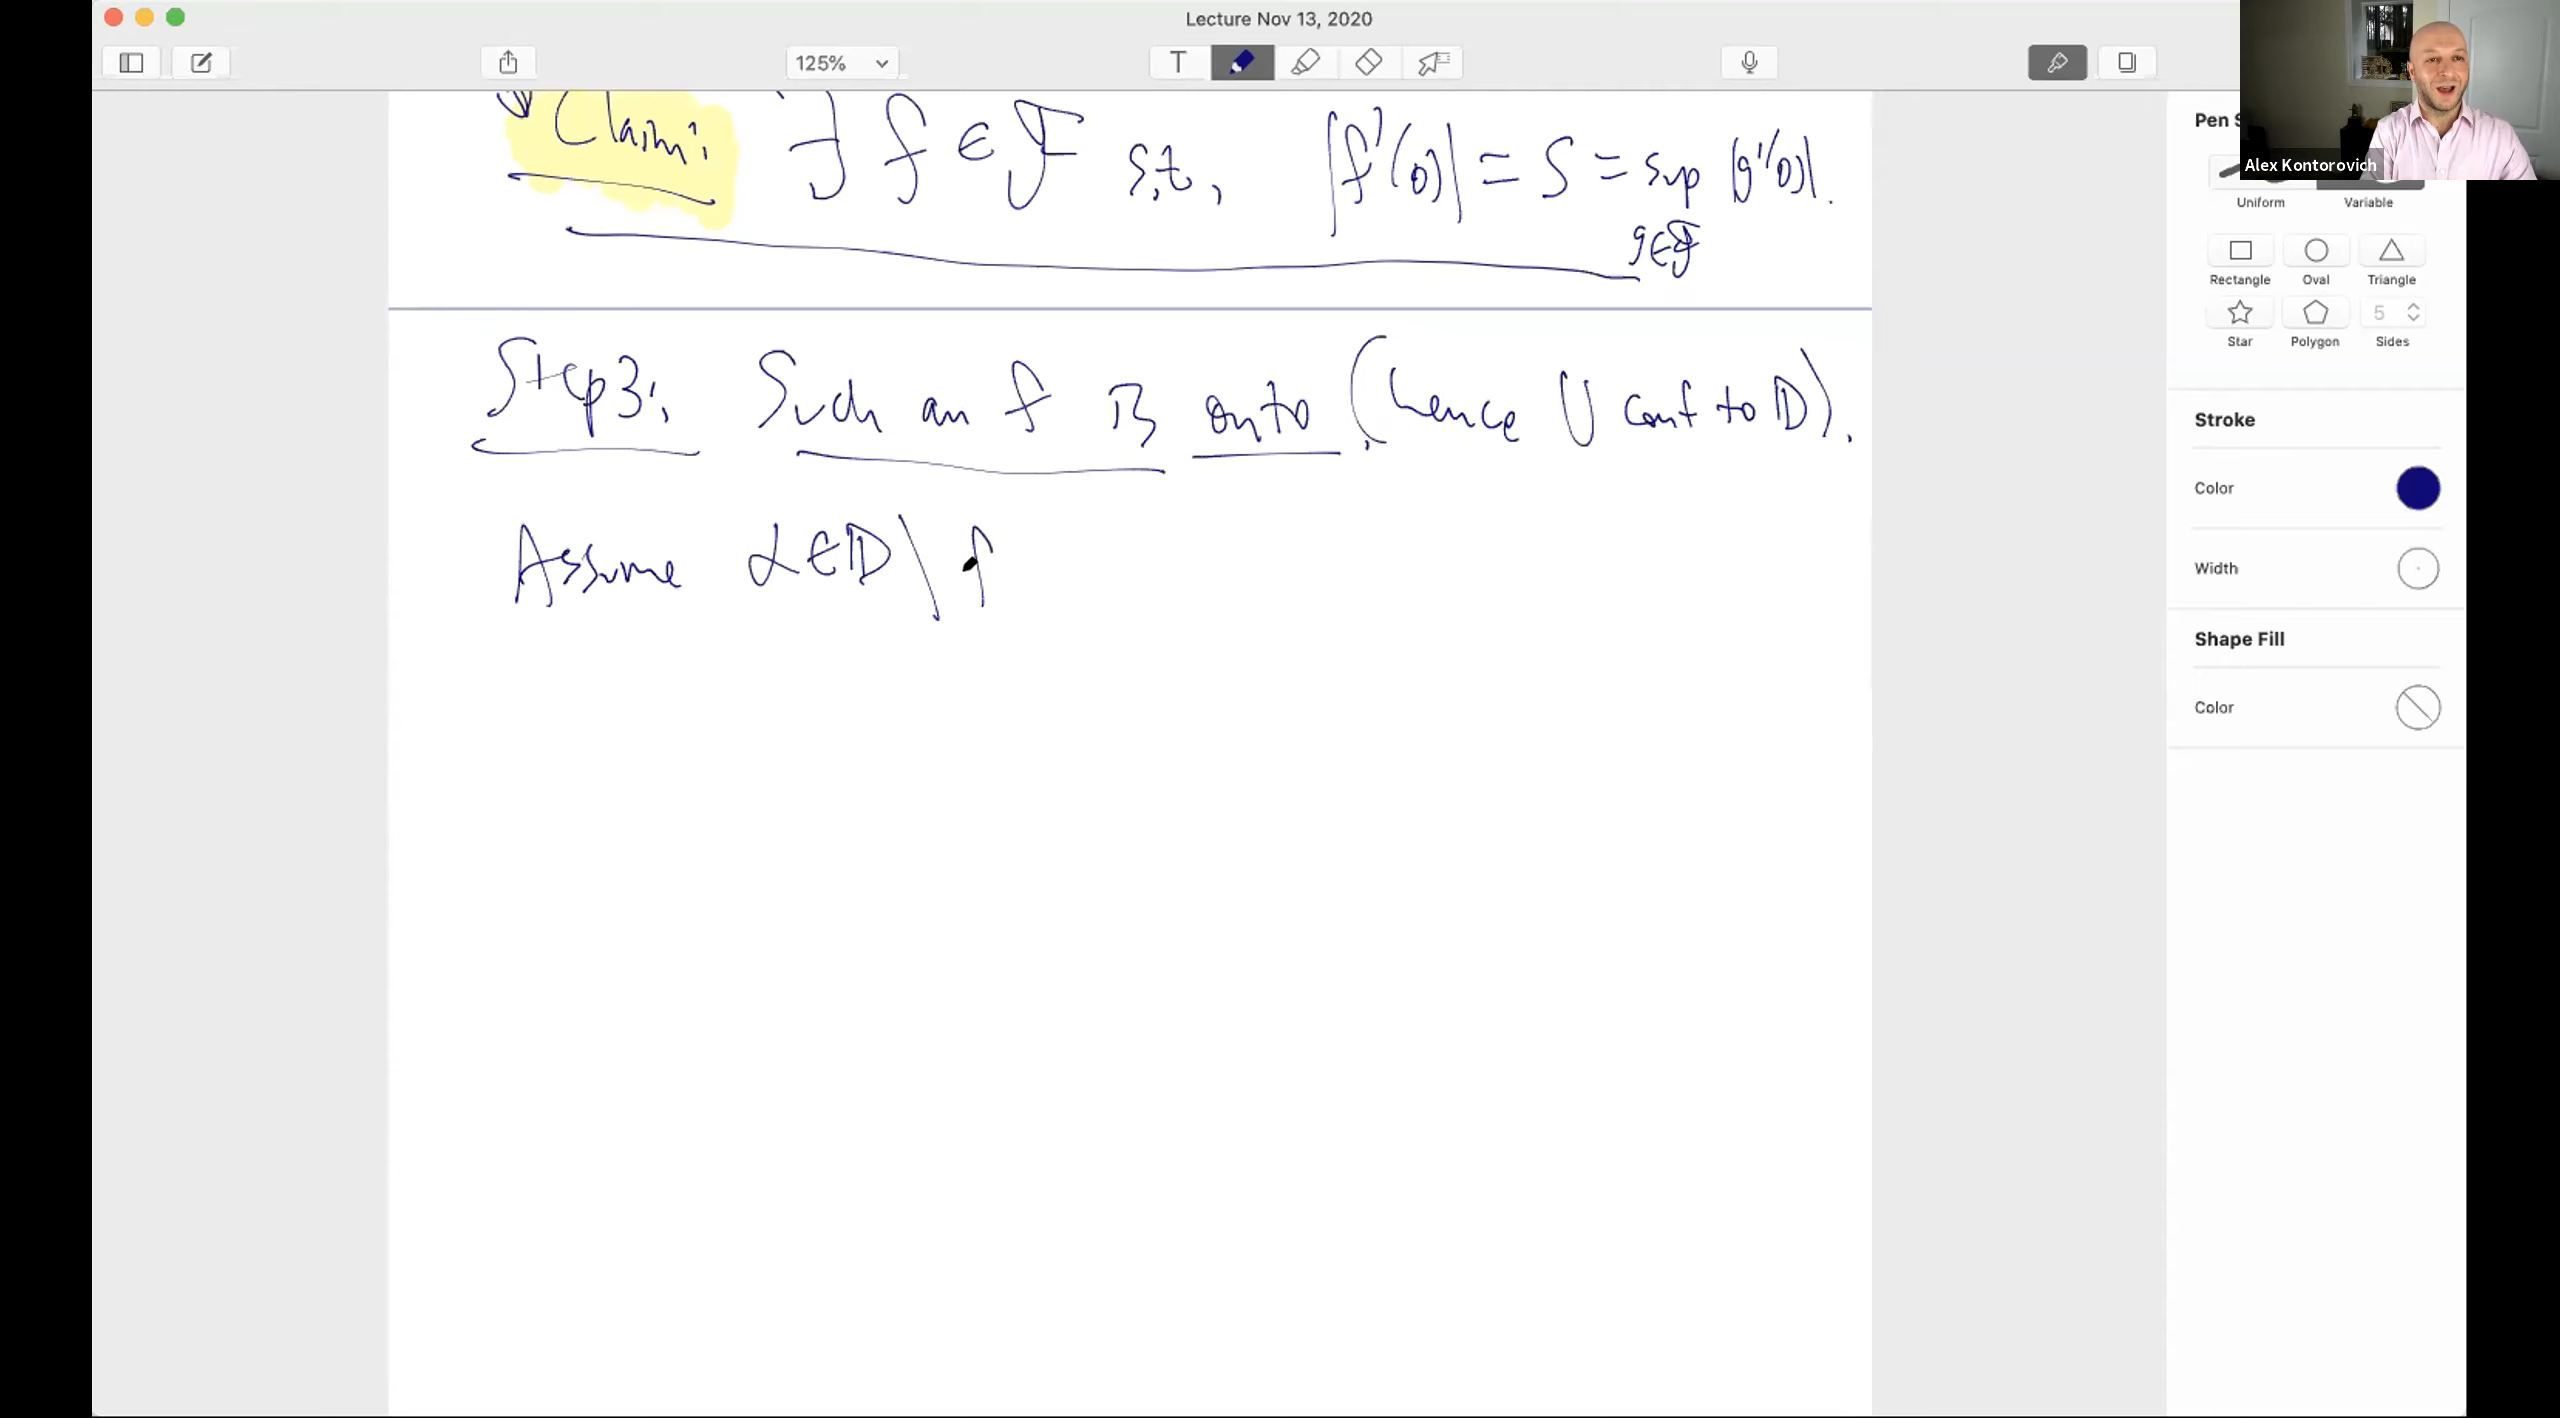 Lecture Nov 13, 2020
125%
T
Alex Kontorovich
Claim: ∃ f ∈ ℱ s.t. |f'(0)| = S = sup |g'(0)|.
g∈ℱ
Step 3: Such an f is onto (hence U conf to 𝔻).
Assume α∈𝔻 \ f
Pen S
Uniform Variable
Rectangle Oval Triangle
5
Star Polygon Sides
Stroke
Color
Width
Shape Fill
Color